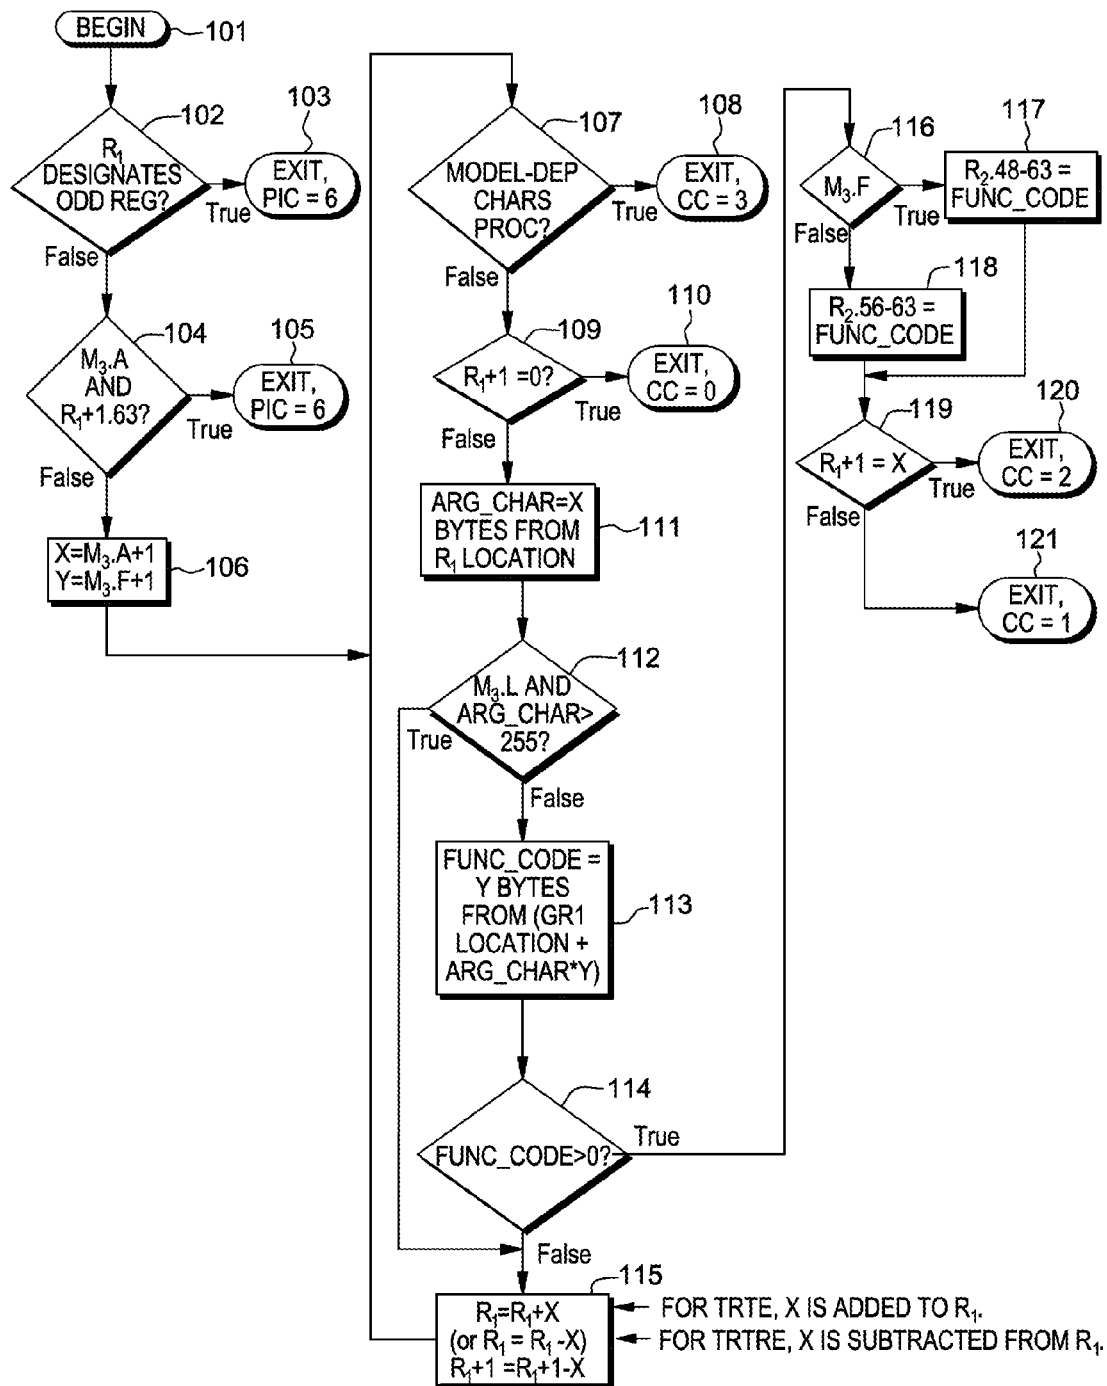 BEGIN
101
102
R₁
DESIGNATES
ODD REG?
True
False
103
EXIT,
PIC = 6
104
M₃.A
AND
R₁+1.63?
True
False
105
EXIT,
PIC = 6
X=M₃.A+1
Y=M₃.F+1
106
107
MODEL-DEP
CHARS
PROC?
True
False
108
EXIT,
CC = 3
109
R₁+1 =0?
True
False
110
EXIT,
CC = 0
ARG_CHAR=X
BYTES FROM
R₁ LOCATION
111
112
M₃.L AND
ARG_CHAR>
255?
True
False
FUNC_CODE =
Y BYTES
FROM (GR1
LOCATION +
ARG_CHAR*Y)
113
114
FUNC_CODE>0?
True
False
115
R₁=R₁+X
(or R₁ = R₁ -X)
R₁+1 =R₁+1-X
FOR TRTE, X IS ADDED TO R₁.
FOR TRTRE, X IS SUBTRACTED FROM R₁.
116
M₃.F
True
False
117
R₂.48-63 =
FUNC_CODE
118
R₂.56-63 =
FUNC_CODE
119
R₁+1 = X
True
False
120
EXIT,
CC = 2
121
EXIT,
CC = 1